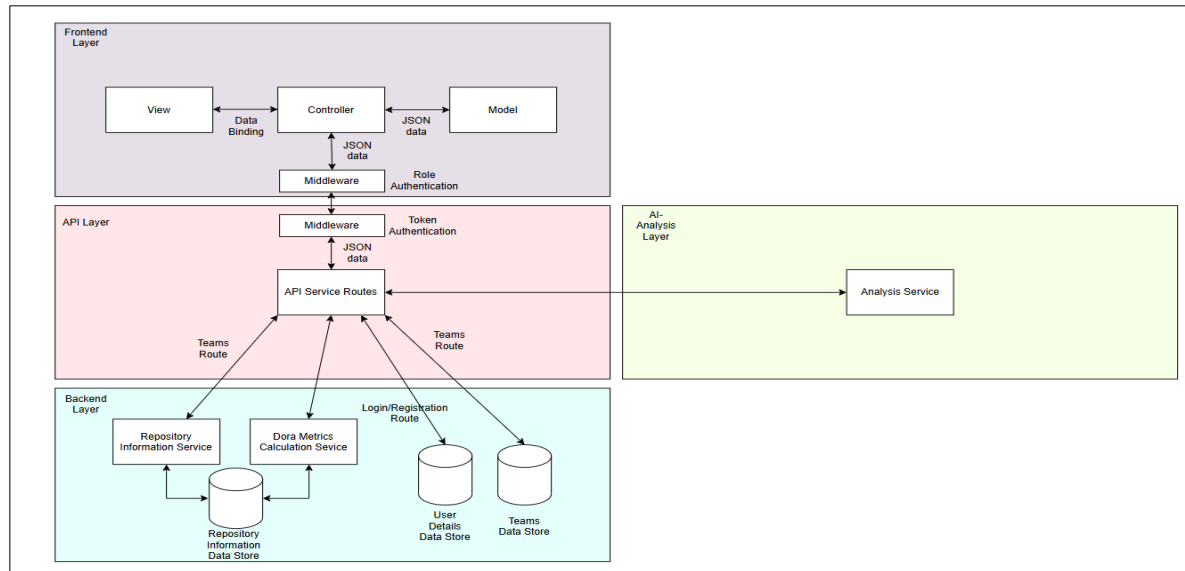 Frontend
Layer
View
Controller
Model
Data
Binding
JSON
data
JSON
data
Middleware
Role
Authentication
API Layer
Middleware
Token
Authentication
JSON
data
API Service Routes
AI-
Analysis
Layer
Analysis Service
Teams
Route
Teams
Route
Backend
Layer
Login/Registration
Route
Repository
Information Service
Dora Metrics
Calculation Sevice
Repository
Information
Data Store
User
Details
Data Store
Teams
Data Store